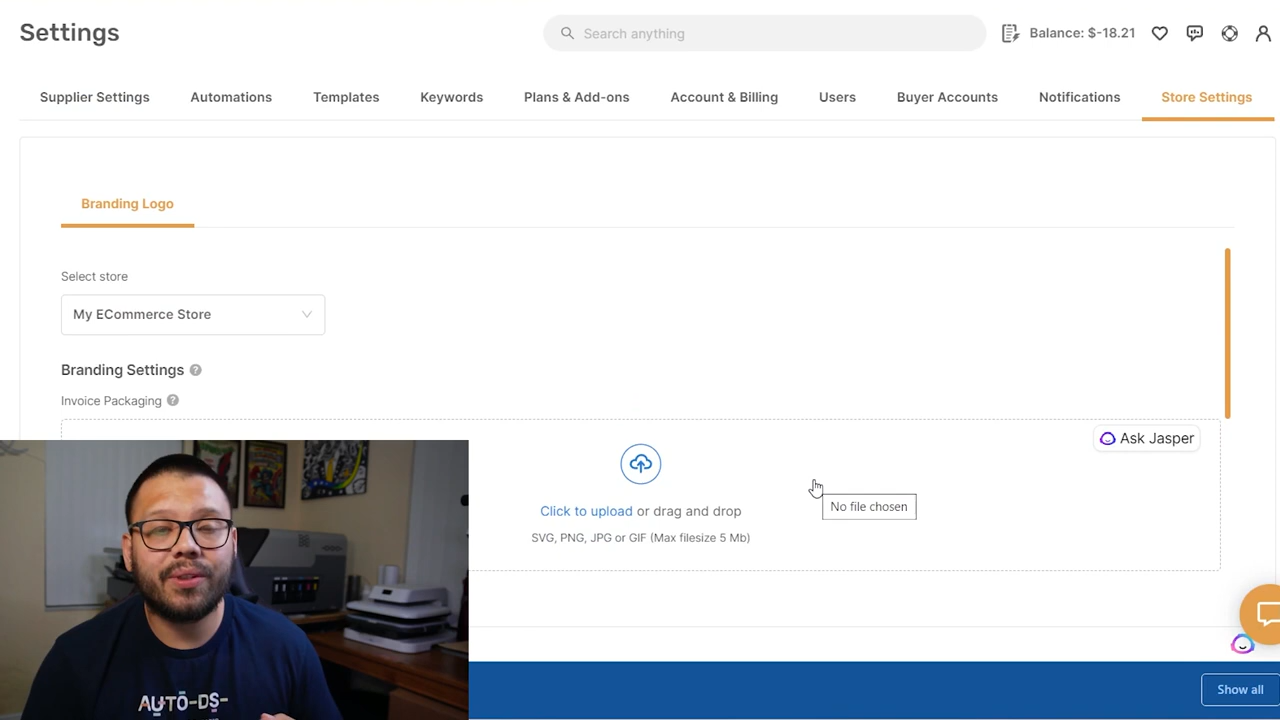 Settings
Search anything
Balance: $-18.21
Supplier Settings Automations Templates Keywords Plans & Add-ons Account & Billing Users Buyer Accounts Notifications Store Settings
Branding Logo
Select store
My ECommerce Store
Branding Settings ?
Invoice Packaging ?
Ask Jasper
Click to upload or drag and drop
No file chosen
SVG, PNG, JPG or GIF (Max filesize 5 Mb)
Show all
AUTO-DS-